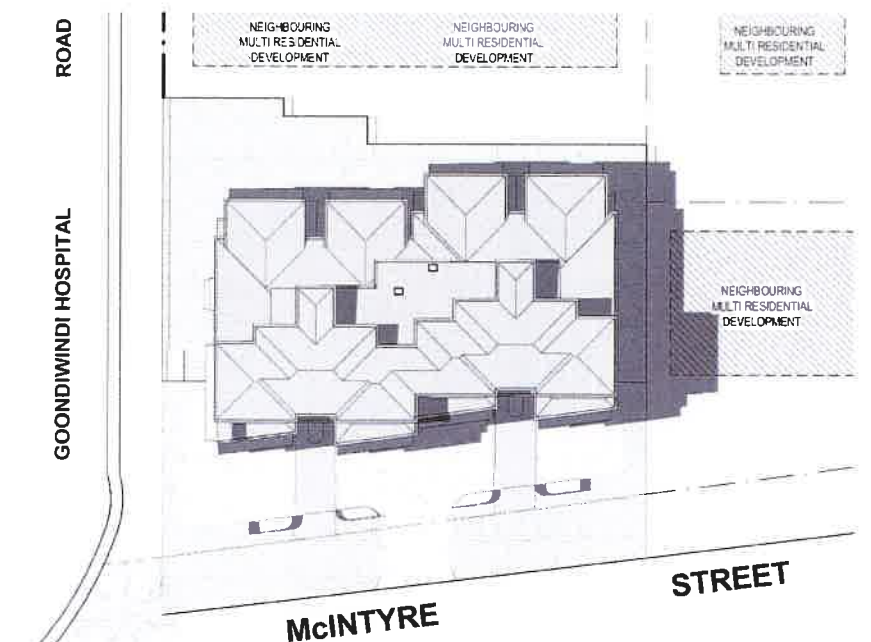 NEIGHBOURING
MULTI RESIDENTIAL
DEVELOPMENT
NEIGHBOURING
MULTI RESIDENTIAL
DEVELOPMENT
NEIGHBOURING
MULTI RESIDENTIAL
DEVELOPMENT
GOONDIWINDI HOSPITAL ROAD
NEIGHBOURING
MULTI RESIDENTIAL
DEVELOPMENT
McINTYRE STREET